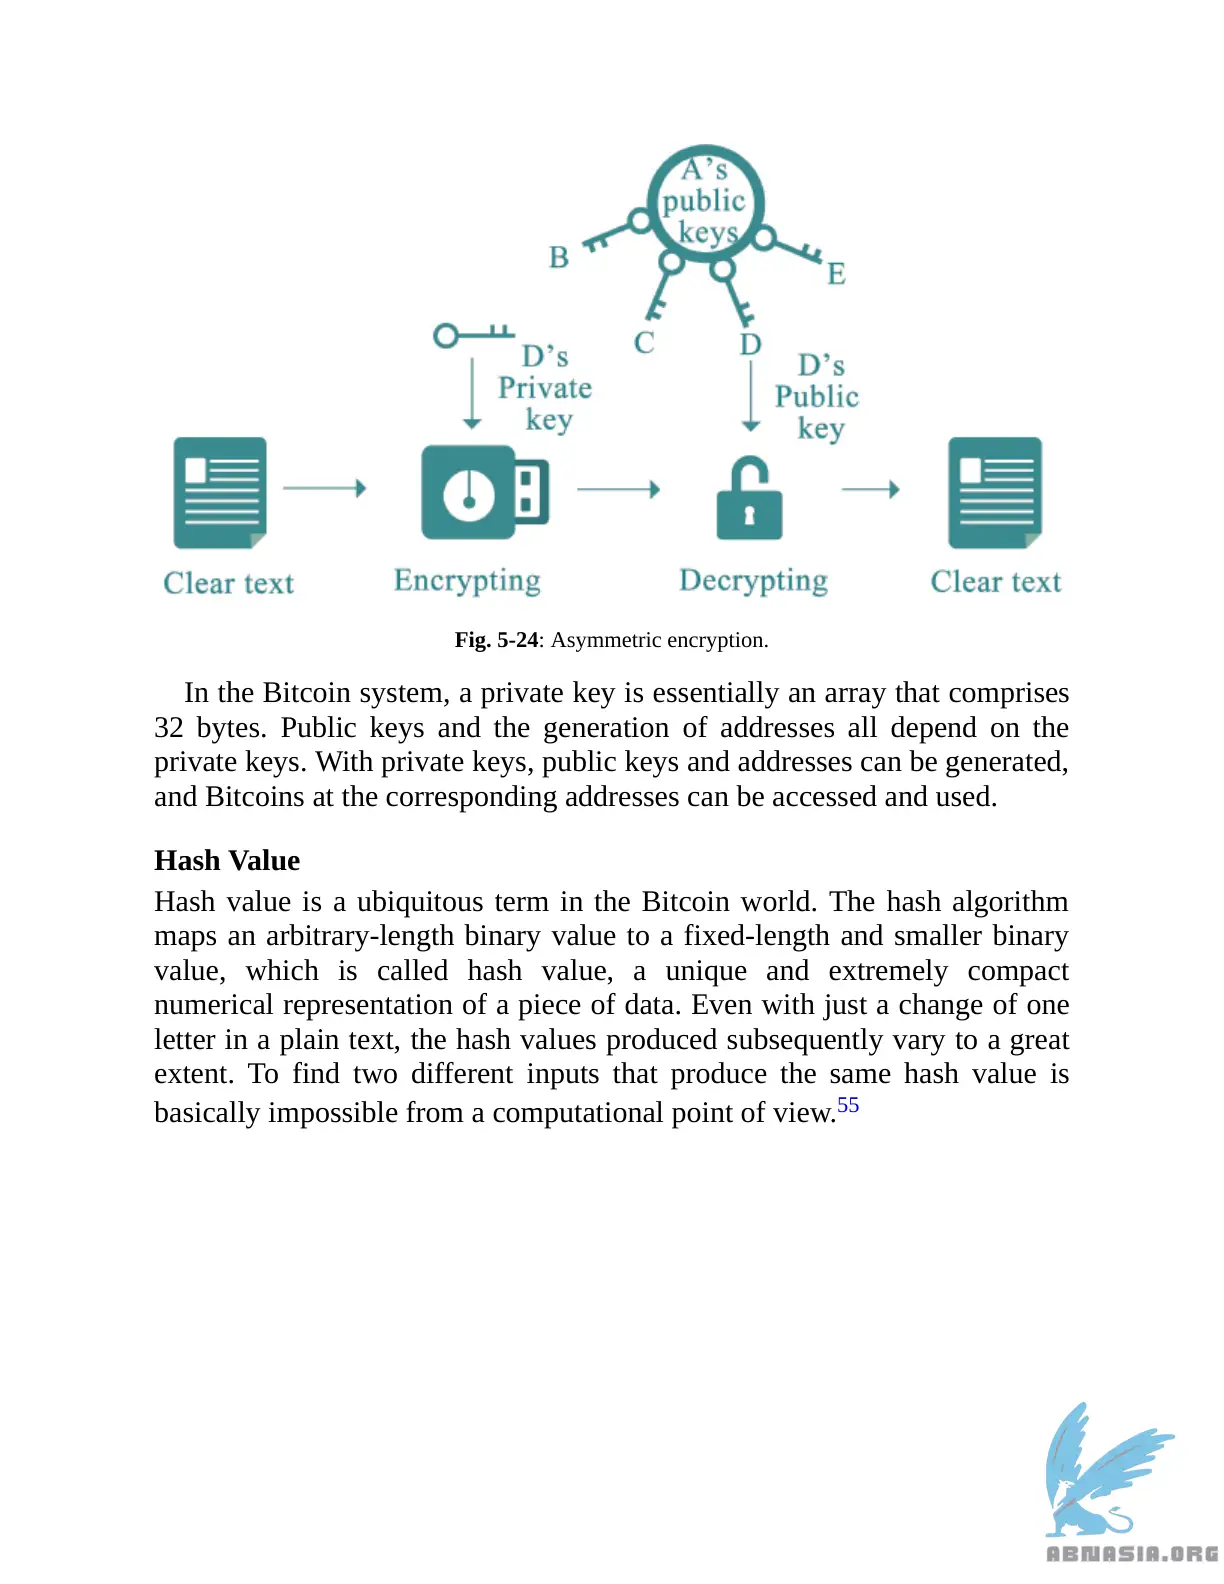 A's
public
keys
B
E
C
D
D's
Private
key
D's
Public
key
Clear text
Encrypting
Decrypting
Clear text
Fig. 5-24: Asymmetric encryption.
In the Bitcoin system, a private key is essentially an array that comprises
32 bytes. Public keys and the generation of addresses all depend on the
private keys. With private keys, public keys and addresses can be generated,
and Bitcoins at the corresponding addresses can be accessed and used.
Hash Value
Hash value is a ubiquitous term in the Bitcoin world. The hash algorithm
maps an arbitrary-length binary value to a fixed-length and smaller binary
value, which is called hash value, a unique and extremely compact
numerical representation of a piece of data. Even with just a change of one
letter in a plain text, the hash values produced subsequently vary to a great
extent. To find two different inputs that produce the same hash value is
basically impossible from a computational point of view.55
ABNASIA.ORG